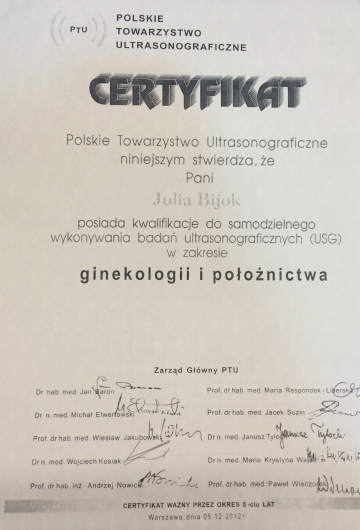 PTU
POLSKIE
TOWARZYSTWO
ULTRASONOGRAFICZNE
CERTYFIKAT
Polskie Towarzystwo Ultrasonograficzne
niniejszym stwierdza, że
Pani
Julia Bijok
posiada kwalifikacje do samodzielnego
wykonywania badań ultrasonograficznych (USG)
w zakresie
ginekologii i położnictwa
Zarząd Główny PTU
Dr hab. med. Jan Baron
Prof. dr hab. med. Maria Respondek-Liberska
Dr n. med. Michał Elwertowski
Prof. dr hab. med. Jacek Suzin
Prof. dr hab. med. Wiesław Jakubowski
Dr n. med. Janusz Tyloch
Dr n. med. Wojciech Kosiak
Dr n. med. Maria Krystyna
Prof. dr hab. inż. Andrzej Nowicki
Prof. dr hab. med. Paweł
CERTYFIKAT WAŻNY PRZEZ OKRES 5-ciu LAT
Warszawa, dnia 05.12.2012 r.